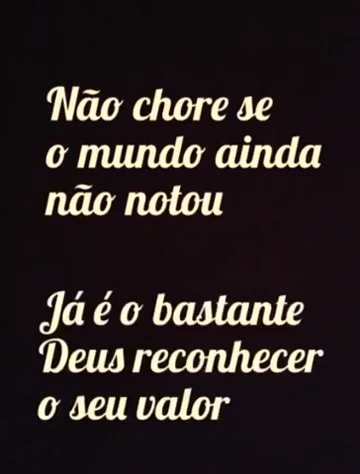 Não chore se
o mundo ainda
não notou
Já é o bastante
Deus reconhecer
o seu valor